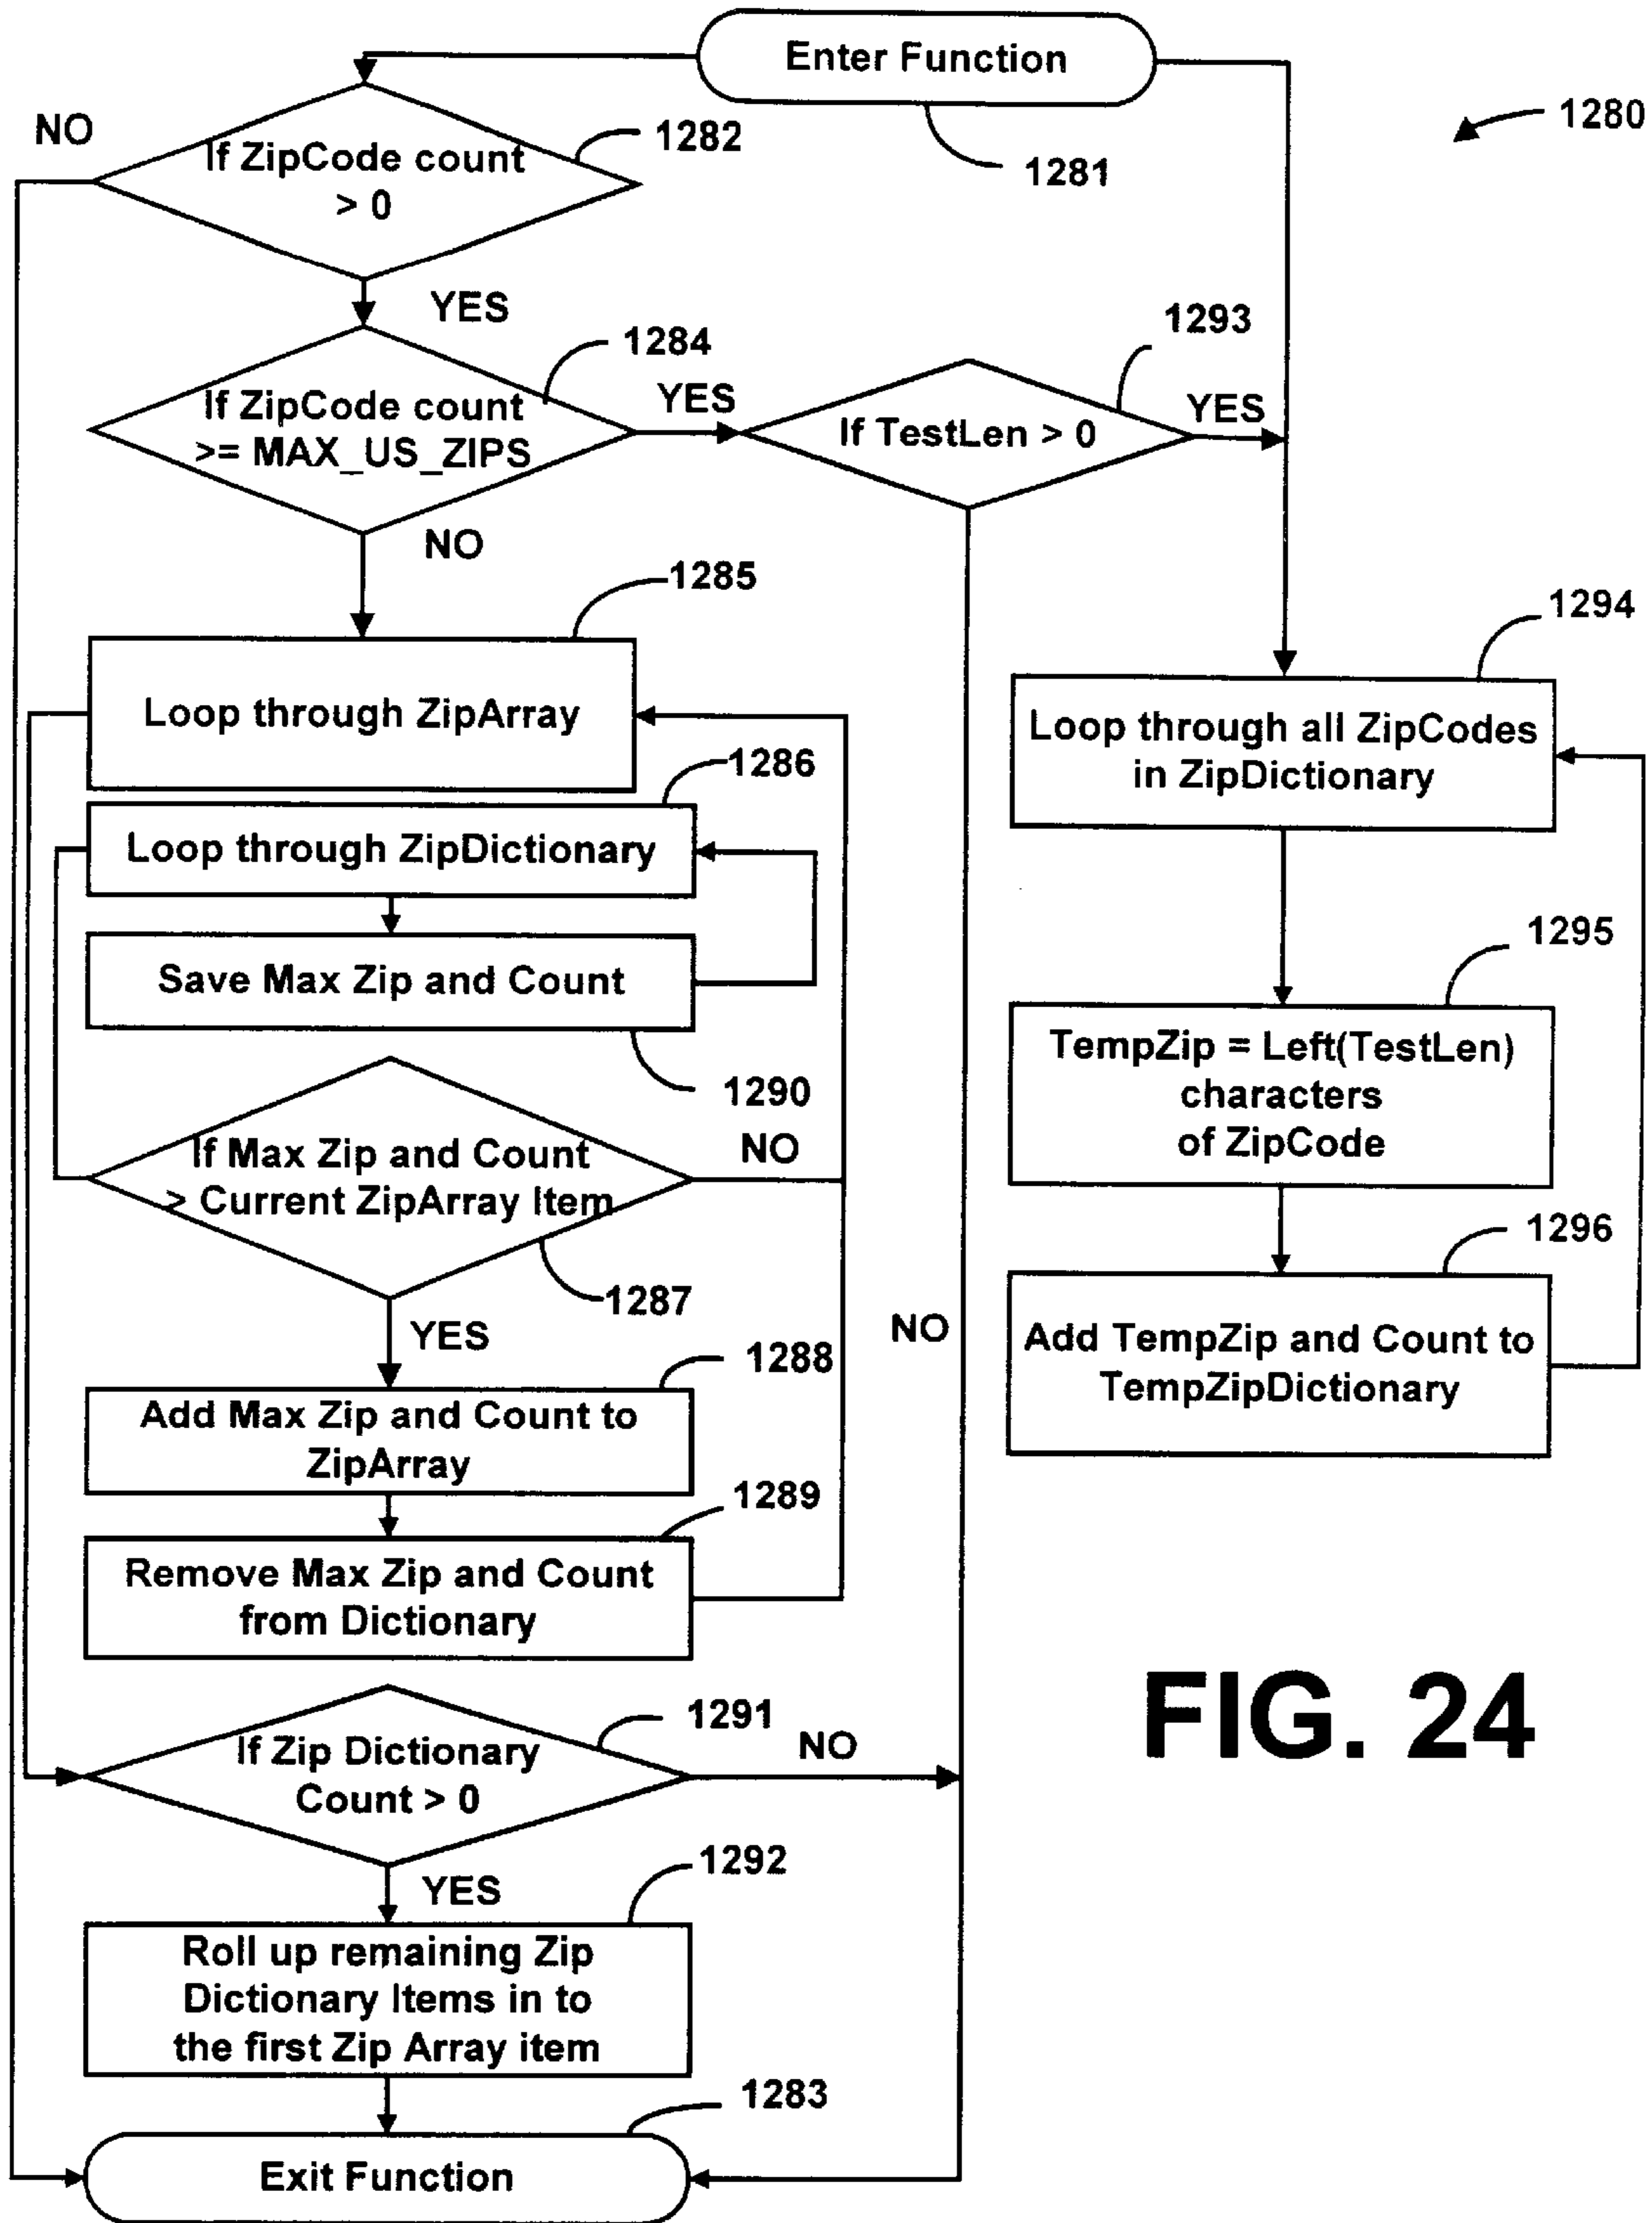 Enter Function
1280
1281
NO
If ZipCode count
> 0
1282
YES
If ZipCode count
>= MAX_US_ZIPS
1284
YES
If TestLen > 0
1293
YES
NO
Loop through ZipArray
1285
Loop through ZipDictionary
1286
Save Max Zip and Count
1290
If Max Zip and Count
> Current ZipArray Item
NO
1287
YES
Add Max Zip and Count to
ZipArray
1288
Remove Max Zip and Count
from Dictionary
1289
If Zip Dictionary
Count > 0
1291
NO
YES
Roll up remaining Zip
Dictionary Items in to
the first Zip Array item
1292
Exit Function
1283
NO
Loop through all ZipCodes
in ZipDictionary
1294
TempZip = Left(TestLen)
characters
of ZipCode
1295
Add TempZip and Count to
TempZipDictionary
1296
FIG. 24